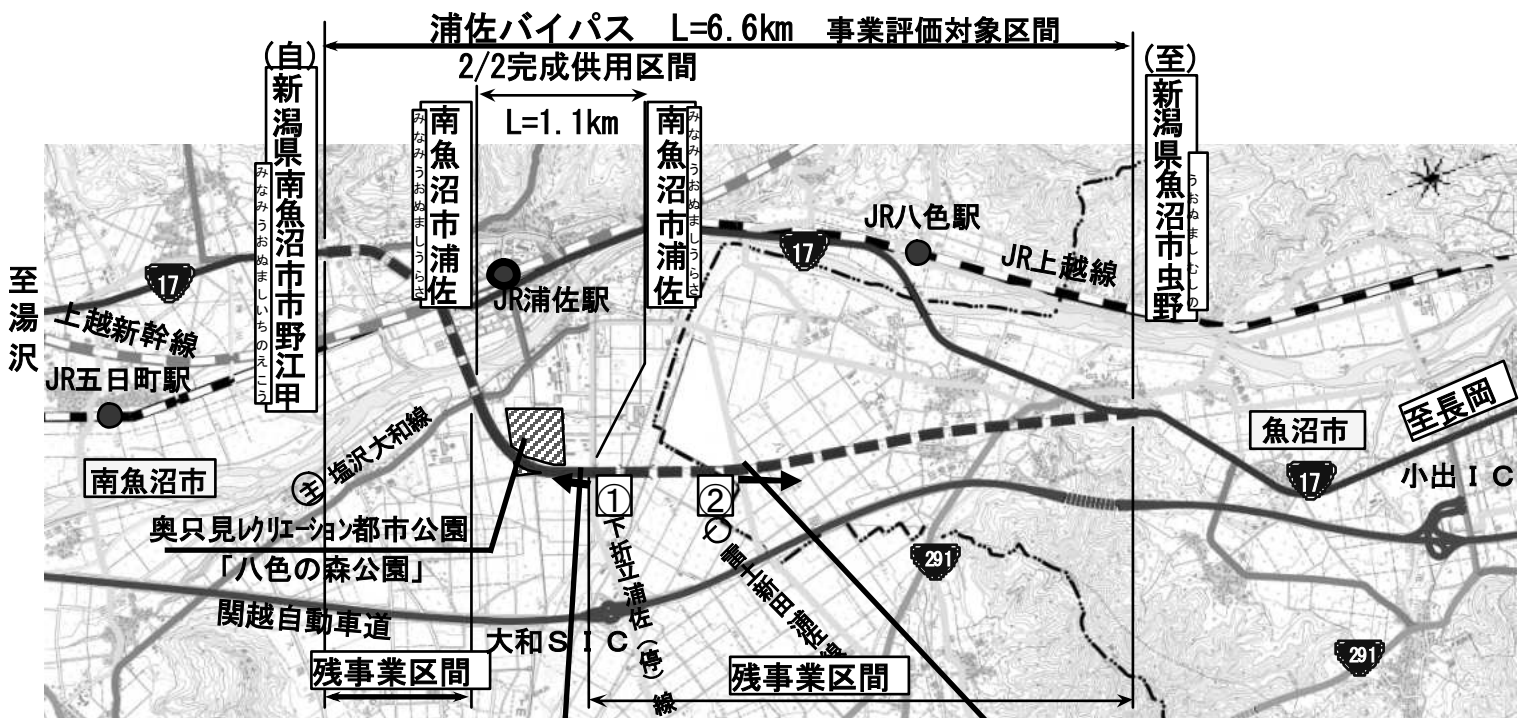 浦佐バイパス L=6.6km 事業評価対象区間
(自)
新潟県南魚沼市市野江甲
みなみうおぬましいちのえこう
2/2完成供用区間
L=1.1km
南魚沼市浦佐
みなみうおぬましうらさ
南魚沼市浦佐
みなみうおぬましうらさ
(至)
新潟県魚沼市虫野
うおぬましむしの
至湯沢
17
上越新幹線
JR五日町駅
JR浦佐駅
17
JR八色駅
JR上越線
南魚沼市
主
塩沢大和線
奥只見レクリエーション都市公園
「八色の森公園」
関越自動車道
大和SIC
①
下折立浦佐(停)線
②
一
雷土新田浦佐線
291
魚沼市
至長岡
17
小出IC
291
残事業区間
残事業区間